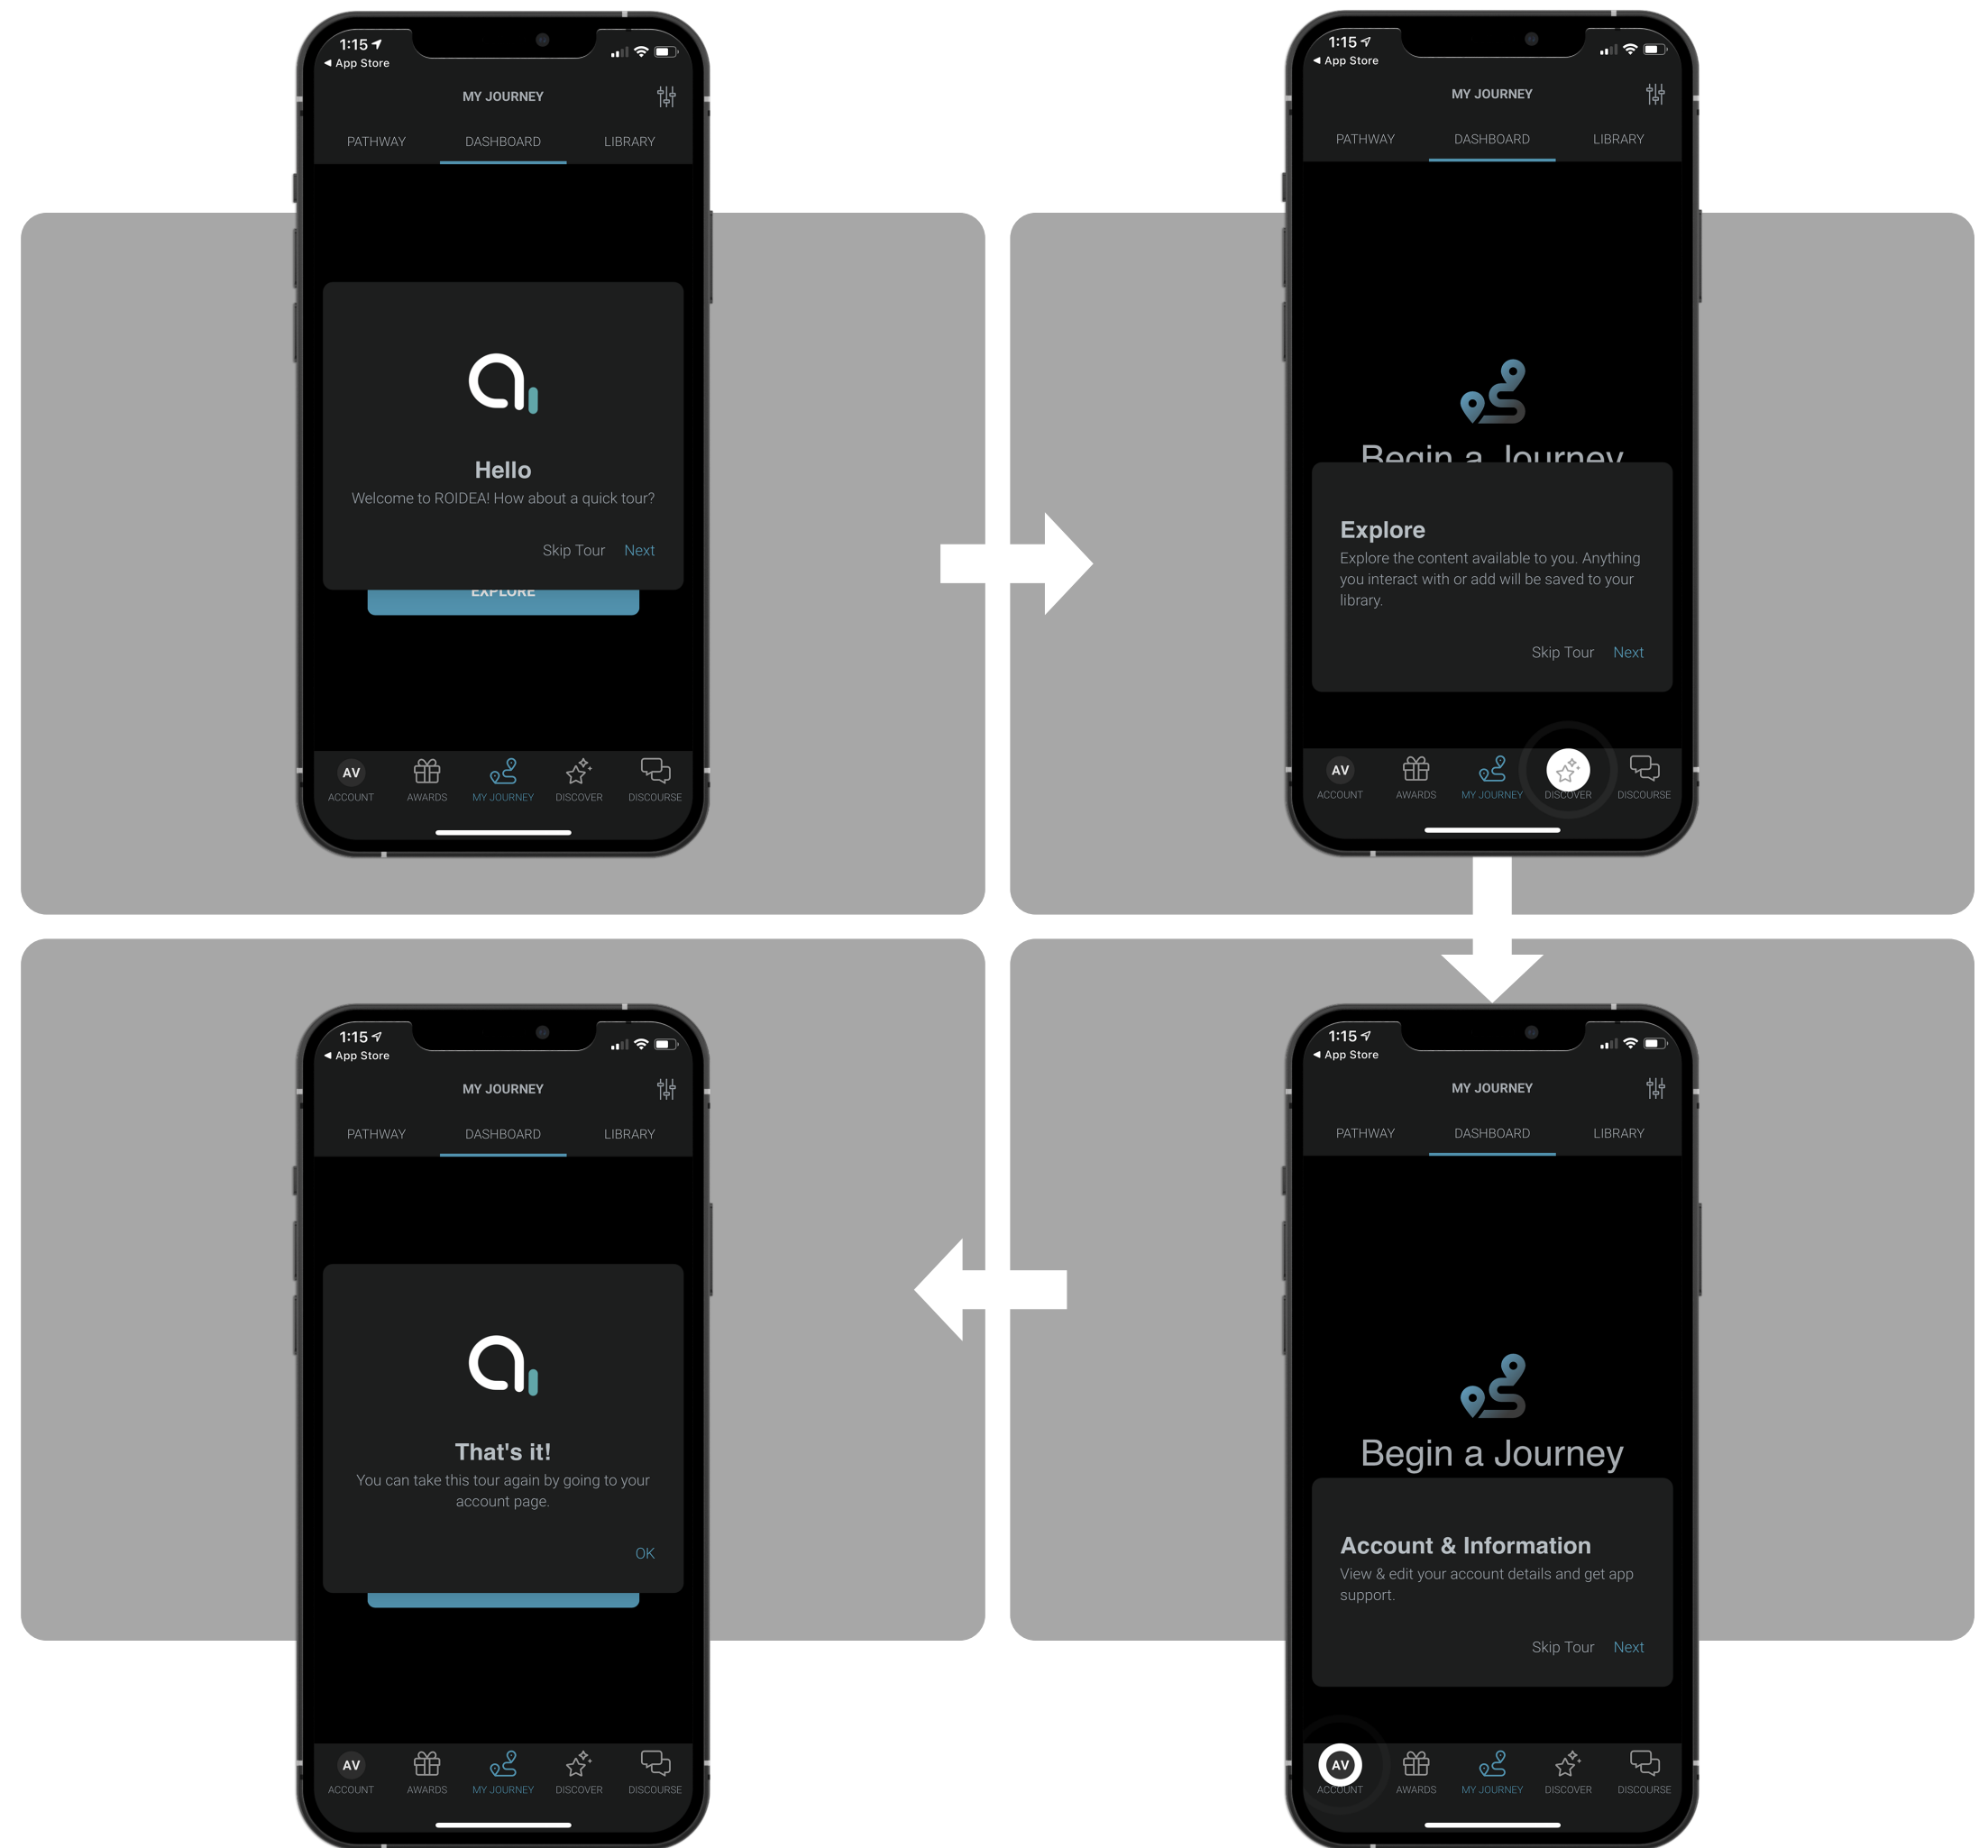 1:15
◀ App Store
MY JOURNEY
PATHWAY DASHBOARD LIBRARY
Hello
Welcome to ROIDEA! How about a quick tour?
Skip Tour Next
EXPLORE
AV
ACCOUNT AWARDS MY JOURNEY DISCOVER DISCOURSE
1:15
◀ App Store
MY JOURNEY
PATHWAY DASHBOARD LIBRARY
Begin a Journey
Explore
Explore the content available to you. Anything
you interact with or add will be saved to your
library.
Skip Tour Next
AV
ACCOUNT AWARDS MY JOURNEY DISCOVER DISCOURSE
1:15
◀ App Store
MY JOURNEY
PATHWAY DASHBOARD LIBRARY
Begin a Journey
Account & Information
View & edit your account details and get app
support.
Skip Tour Next
AV
ACCOUNT AWARDS MY JOURNEY DISCOVER DISCOURSE
1:15
◀ App Store
MY JOURNEY
PATHWAY DASHBOARD LIBRARY
That's it!
You can take this tour again by going to your
account page.
OK
AV
ACCOUNT AWARDS MY JOURNEY DISCOVER DISCOURSE